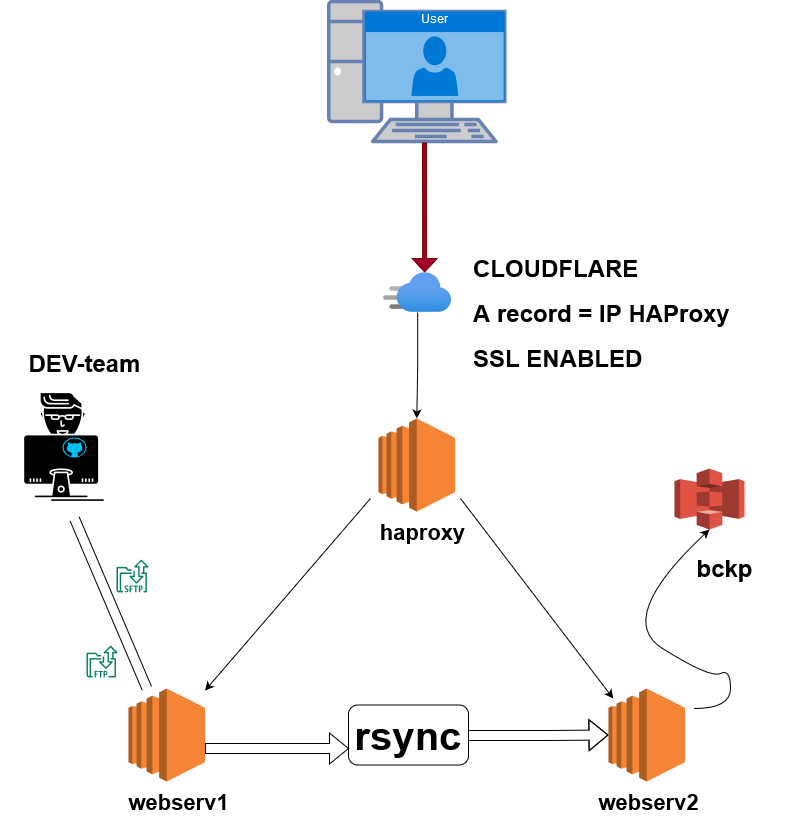 User
CLOUDFLARE
A record = IP HAProxy
SSL ENABLED
DEV-team
haproxy
bckp
SFTP
FTP
rsync
webserv1
webserv2